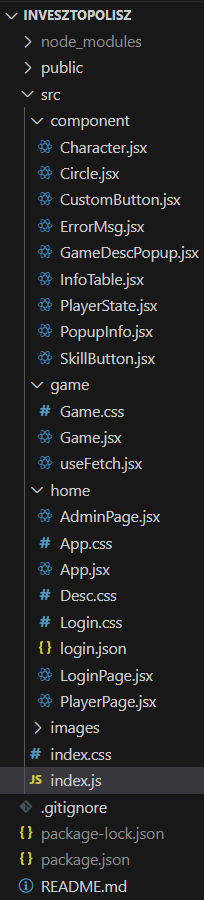 INVESZTOPOLISZ
node_modules
public
src
component
Character.jsx
Circle.jsx
CustomButton.jsx
ErrorMsg.jsx
GameDescPopup.jsx
InfoTable.jsx
PlayerState.jsx
PopupInfo.jsx
SkillButton.jsx
game
# Game.css
Game.jsx
useFetch.jsx
home
AdminPage.jsx
# App.css
App.jsx
# Desc.css
# Login.css
{} login.json
LoginPage.jsx
PlayerPage.jsx
images
# index.css
JS index.js
.gitignore
{} package-lock.json
{} package.json
README.md